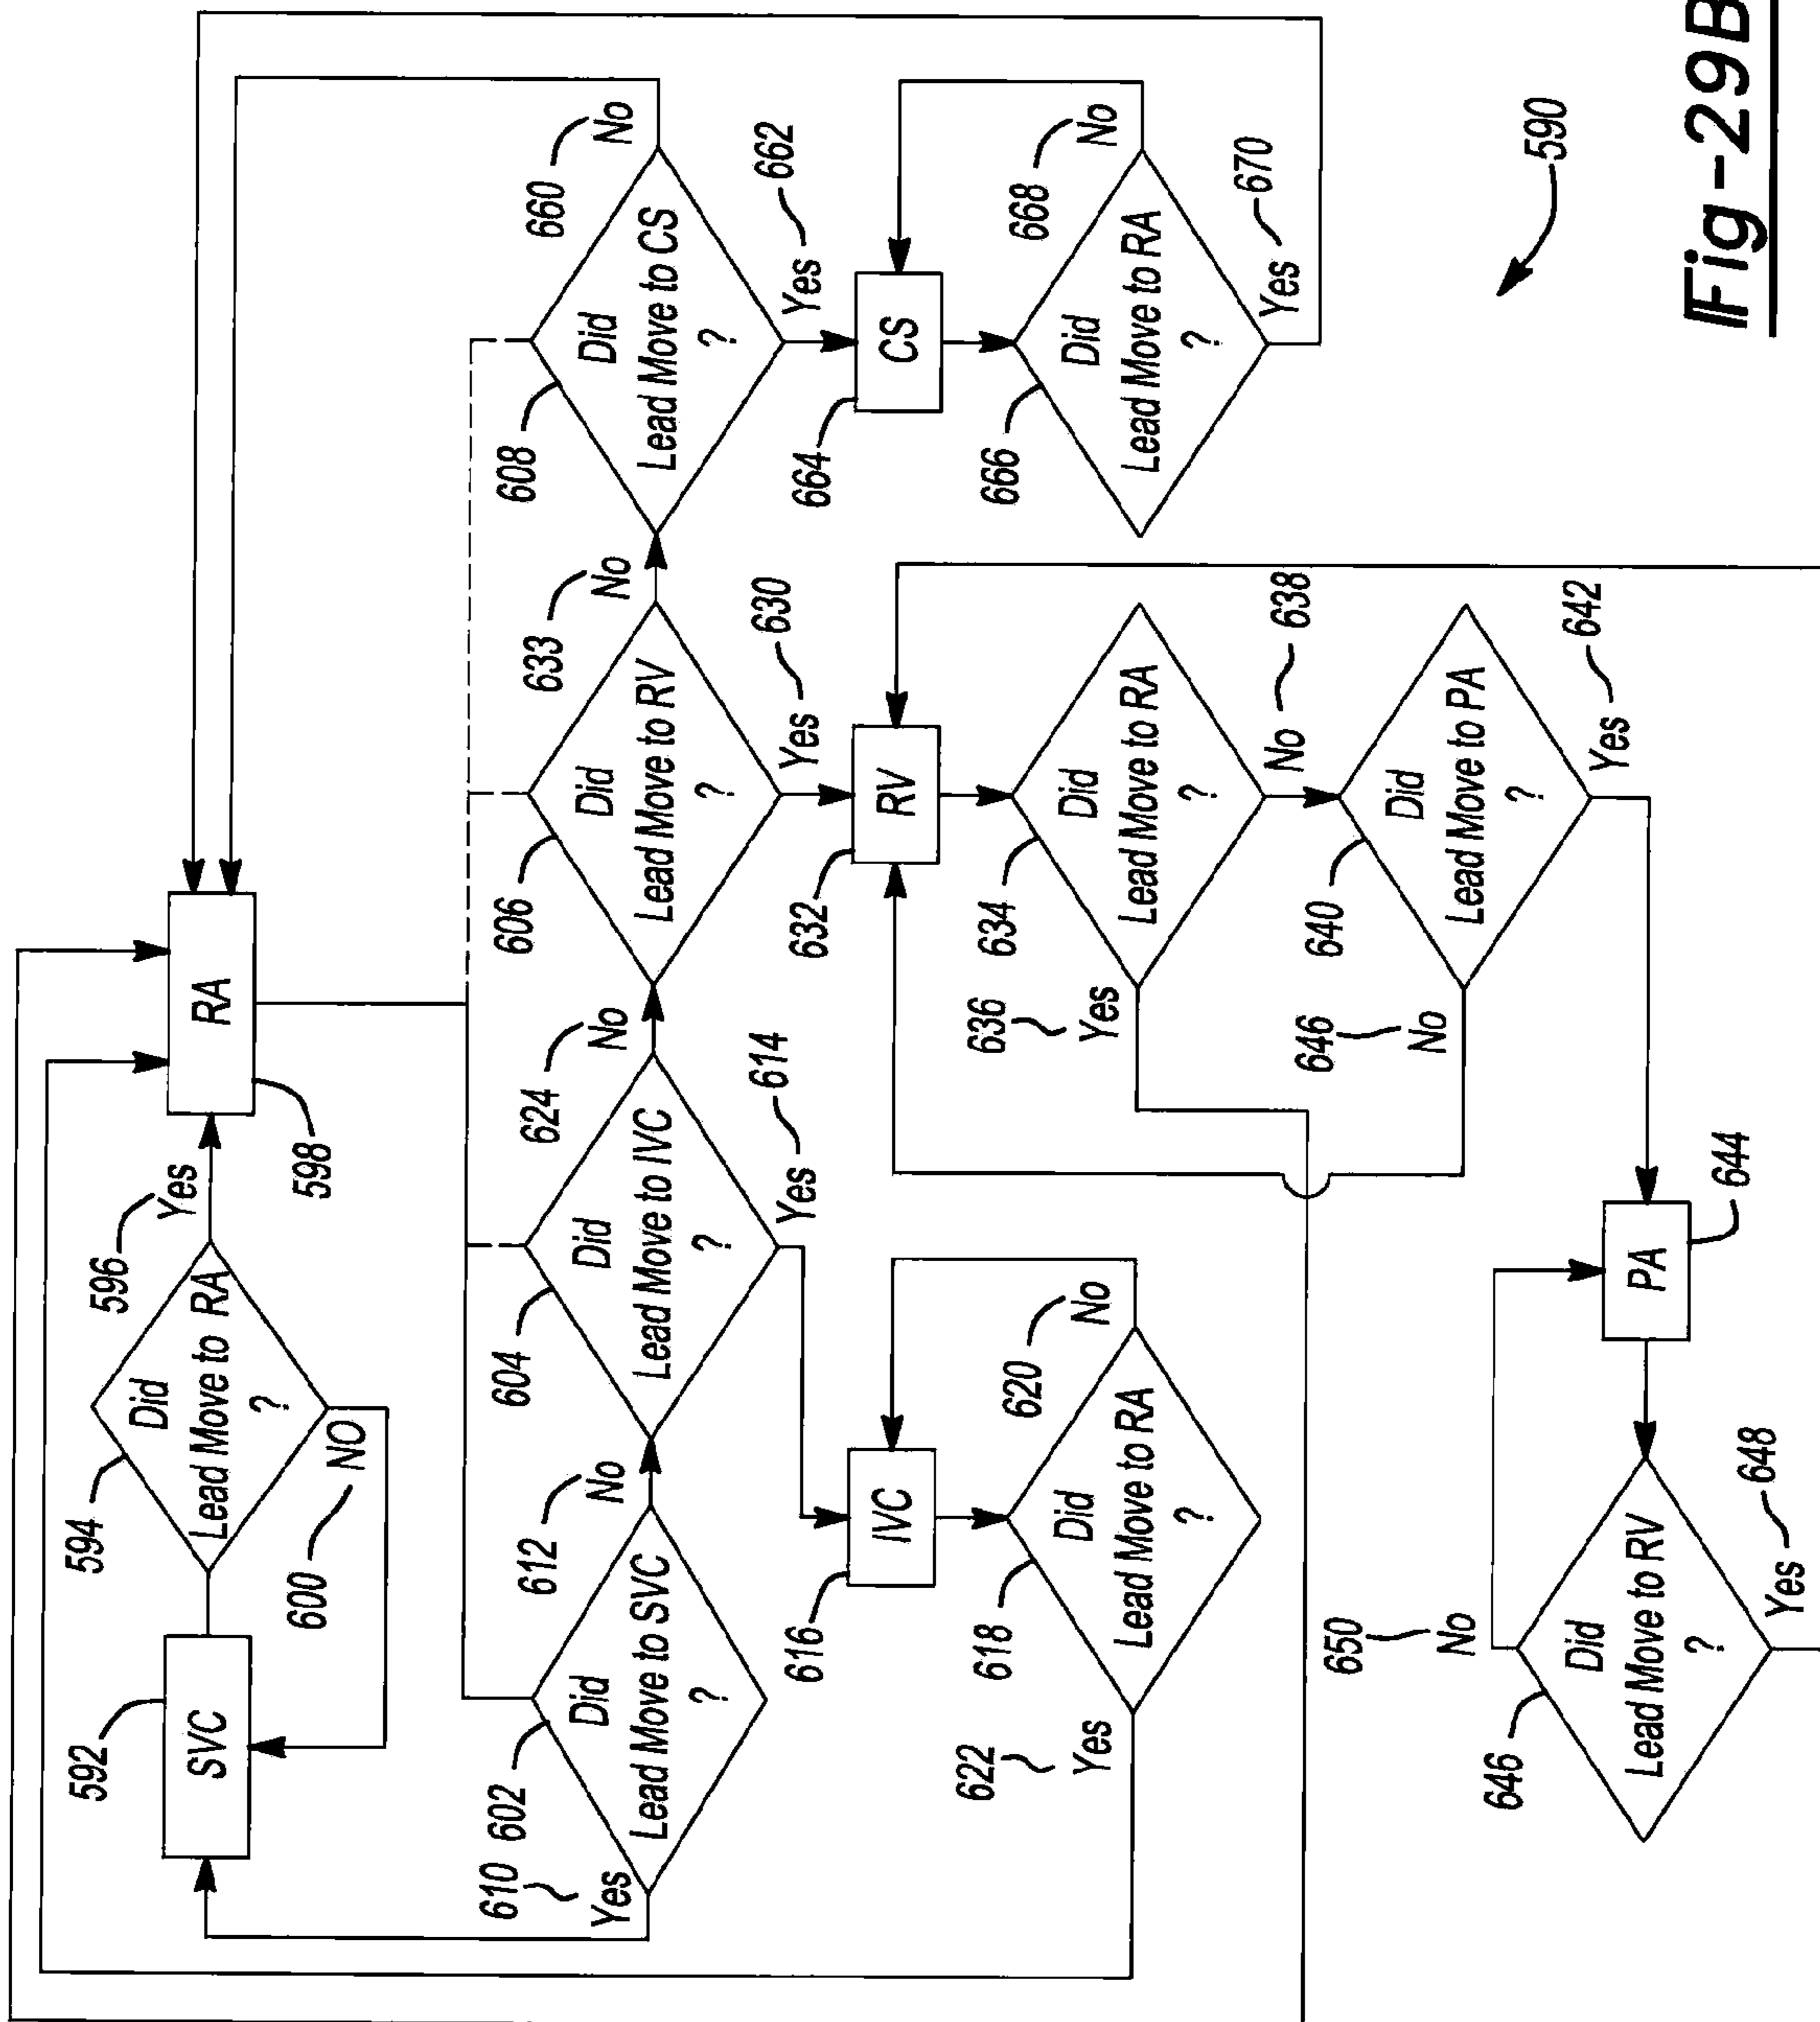 592
SVC
594
Did
Lead Move to RA
?
596
Yes
600
NO
RA
598
610
Yes
602
Did
Lead Move to SVC
?
612
No
604
Did
Lead Move to IVC
?
624
No
614
Yes
606
Did
Lead Move to RV
?
633
No
630
Yes
608
Did
Lead Move to CS
?
660
No
662
Yes
616
IVC
618
Did
Lead Move to RA
?
620
No
622
Yes
632
RV
634
Did
Lead Move to RA
?
636
Yes
638
No
640
Did
Lead Move to PA
?
646
No
642
Yes
664
CS
666
Did
Lead Move to RA
?
668
No
670
Yes
644
PA
646
Did
Lead Move to RV
?
650
No
648
Yes
590
Fig-29B